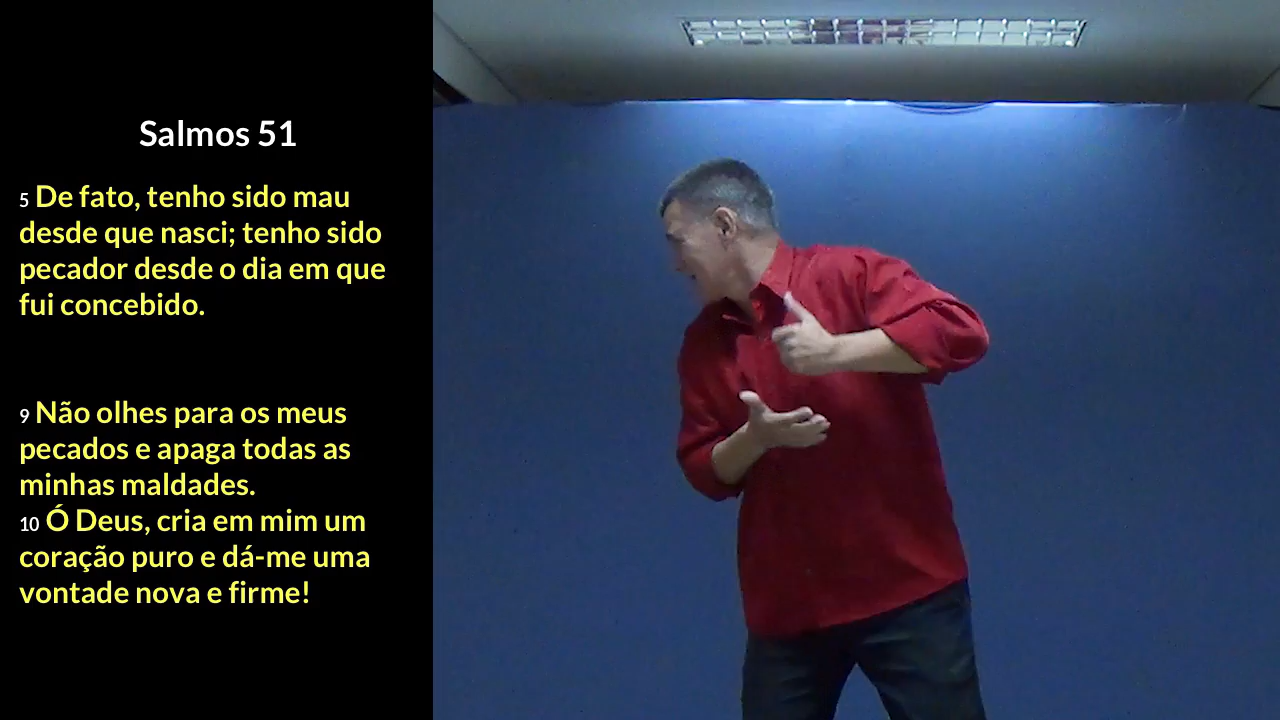 Salmos 51
5 De fato, tenho sido mau
desde que nasci; tenho sido
pecador desde o dia em que
fui concebido.
9 Não olhes para os meus
pecados e apaga todas as
minhas maldades.
10 Ó Deus, cria em mim um
coração puro e dá-me uma
vontade nova e firme!